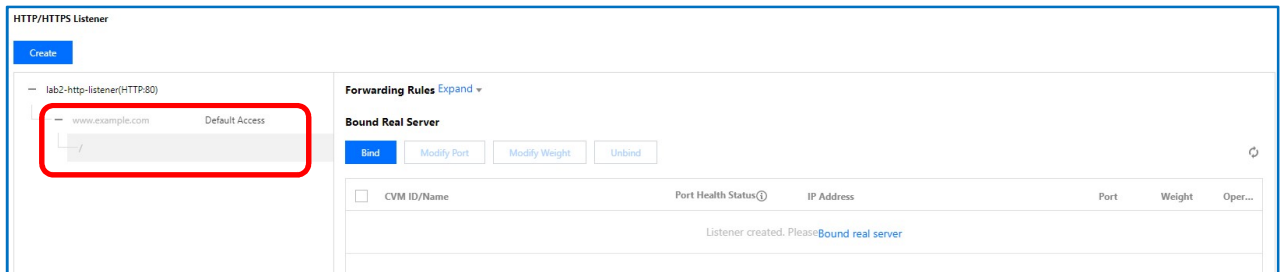 HTTP/HTTPS Listener
Create
lab2-http-listener(HTTP:80)
www.example.com Default Access
/
Forwarding Rules Expand
Bound Real Server
Bind Modify Port Modify Weight Unbind
CVM ID/Name Port Health Status IP Address Port Weight Oper...
Listener created. PleaseBound real server